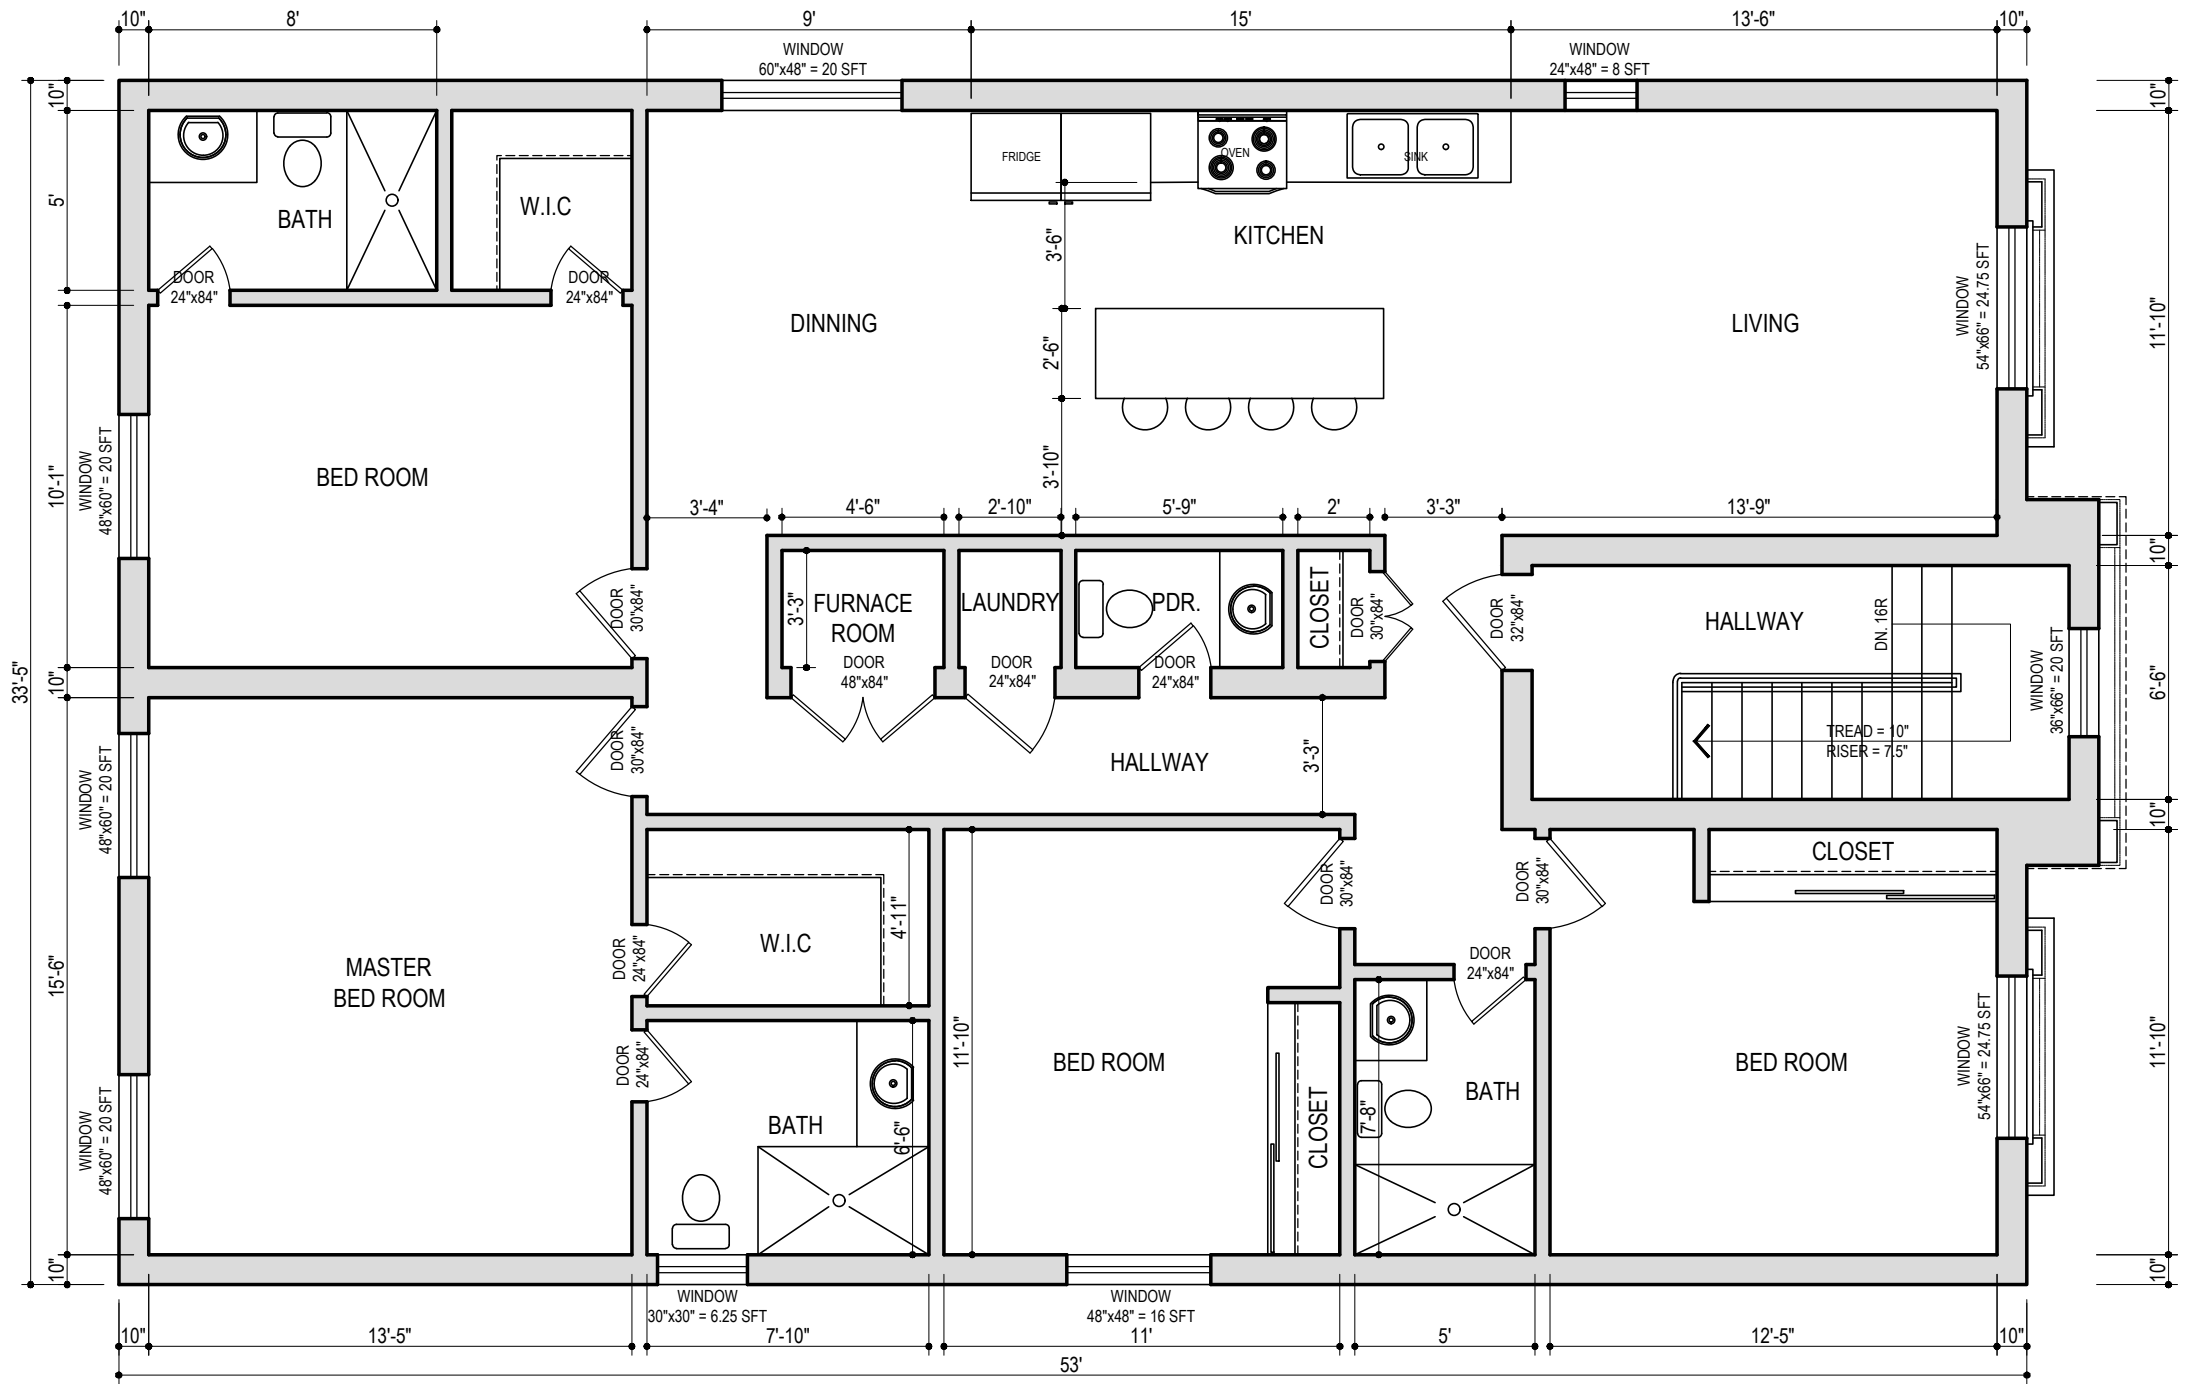 10"
8'
9'
15'
13'-6"
10"
WINDOW
60"x48" = 20 SFT
WINDOW
24"x48" = 8 SFT
10"
10"
FRIDGE
OVEN
SINK
5'
BATH
W.I.C
KITCHEN
3'-6"
DOOR
24"x84"
DOOR
24"x84"
WINDOW
54"x66" = 24.75 SFT
11'-10"
DINNING
LIVING
2'-6"
33'-5"
10'-1"
WINDOW
48"x60" = 20 SFT
BED ROOM
3'-10"
3'-4"
4'-6"
2'-10"
5'-9"
2'
3'-3"
13'-9"
10"
DOOR
30"x84"
3'-3"
FURNACE
ROOM
LAUNDRY
PDR.
CLOSET
DOOR
30"x84"
DOOR
32"x84"
HALLWAY
DN. 16R
DOOR
48"x84"
DOOR
24"x84"
DOOR
24"x84"
10"
WINDOW
36"x66" = 20 SFT
6'-6"
DOOR
30"x84"
HALLWAY
3'-3"
TREAD = 10"
RISER = 7.5"
WINDOW
48"x60" = 20 SFT
10"
CLOSET
DOOR
30"x84"
DOOR
30"x84"
4'-11"
W.I.C
DOOR
24"x84"
DOOR
24"x84"
15'-6"
MASTER
BED ROOM
11'-10"
DOOR
24"x84"
BED ROOM
CLOSET
7'-8"
BATH
BED ROOM
WINDOW
54"x66" = 24.75 SFT
11'-10"
WINDOW
48"x60" = 20 SFT
BATH
6'-6"
10"
10"
WINDOW
30"x30" = 6.25 SFT
WINDOW
48"x48" = 16 SFT
10"
13'-5"
7'-10"
11'
5'
12'-5"
10"
53'